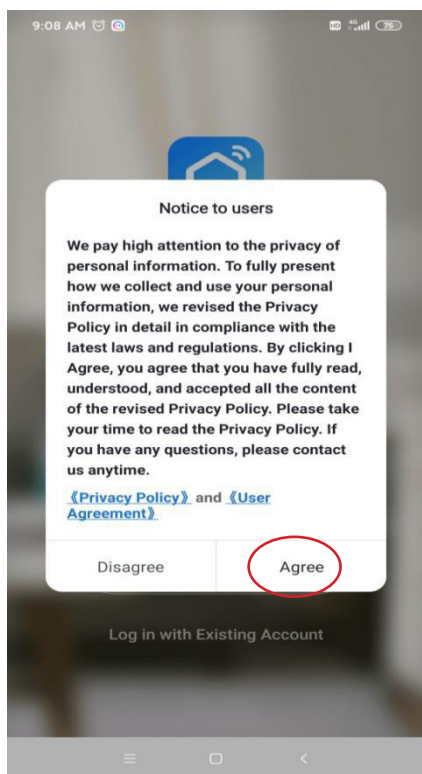 9:08 AM
HD 4G 75
Notice to users
We pay high attention to the privacy of
personal information. To fully present
how we collect and use your personal
information, we revised the Privacy
Policy in detail in compliance with the
latest laws and regulations. By clicking I
Agree, you agree that you have fully read,
understood, and accepted all the content
of the revised Privacy Policy. Please take
your time to read the Privacy Policy. If
you have any questions, please contact
us anytime.
《Privacy Policy》 and 《User
Agreement》
Disagree Agree
Log in with Existing Account